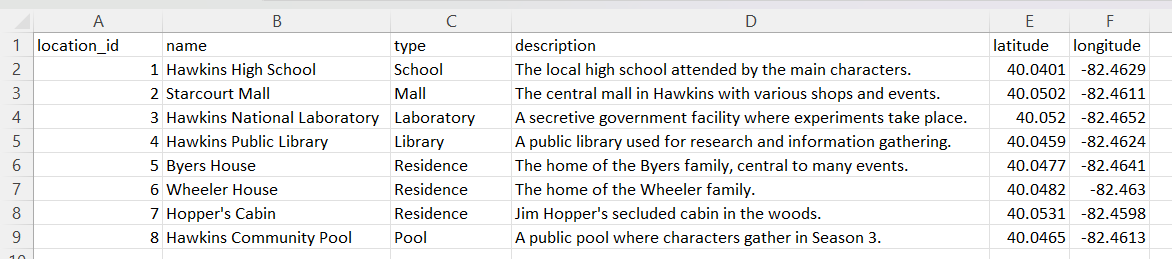 A B C D E F
1 location_id name type description latitude longitude
2 1 Hawkins High School School The local high school attended by the main characters. 40.0401 -82.4629
3 2 Starcourt Mall Mall The central mall in Hawkins with various shops and events. 40.0502 -82.4611
4 3 Hawkins National Laboratory Laboratory A secretive government facility where experiments take place. 40.052 -82.4652
5 4 Hawkins Public Library Library A public library used for research and information gathering. 40.0459 -82.4624
6 5 Byers House Residence The home of the Byers family, central to many events. 40.0477 -82.4641
7 6 Wheeler House Residence The home of the Wheeler family. 40.0482 -82.463
8 7 Hopper's Cabin Residence Jim Hopper's secluded cabin in the woods. 40.0531 -82.4598
9 8 Hawkins Community Pool Pool A public pool where characters gather in Season 3. 40.0465 -82.4613